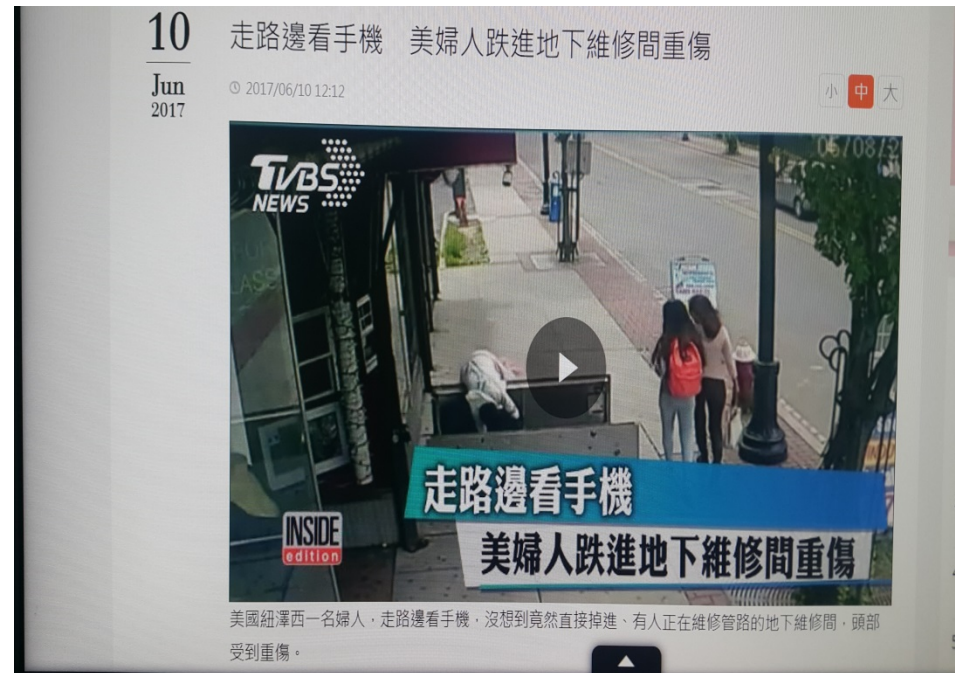 10
Jun
2017
走路邊看手機 美婦人跌進地下維修間重傷
2017/06/10 12:12
小 中 大
TVBS
NEWS
走路邊看手機
美婦人跌進地下維修間重傷
INSIDE
edition
美國紐澤西一名婦人，走路邊看手機，沒想到竟然直接掉進、有人正在維修管路的地下維修間，頭部
受到重傷。